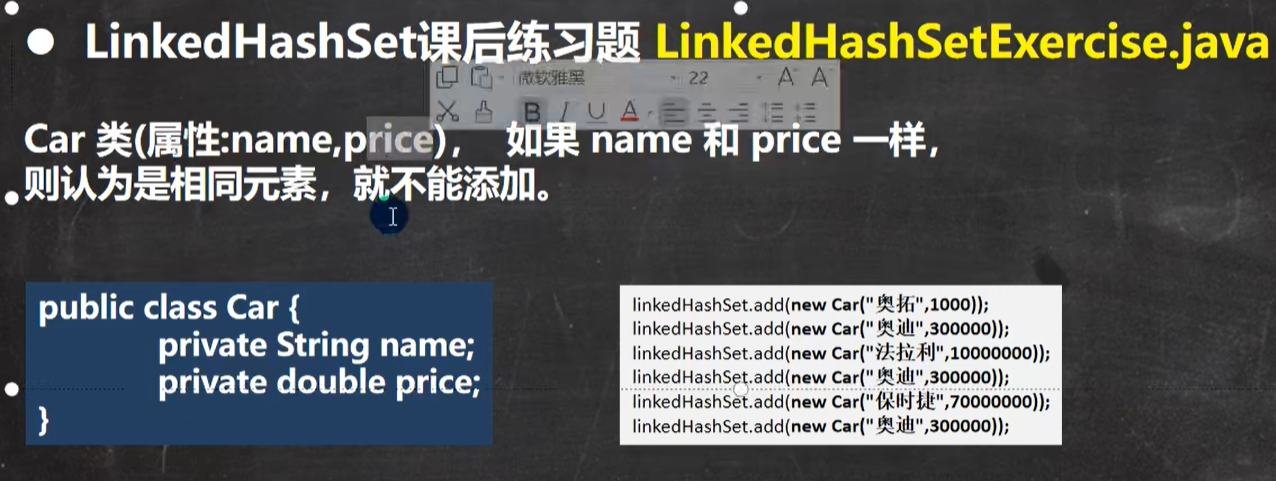 ● LinkedHashSet课后练习题 LinkedHashSetExercise.java
微软雅黑 22 A A
B I U A
Car 类(属性:name,price)， 如果 name 和 price 一样，
则认为是相同元素，就不能添加。
public class Car {
private String name;
private double price;
}
linkedHashSet.add(new Car("奥拓",1000));
linkedHashSet.add(new Car("奥迪",300000));
linkedHashSet.add(new Car("法拉利",10000000));
linkedHashSet.add(new Car("奥迪",300000));
linkedHashSet.add(new Car("保时捷",70000000));
linkedHashSet.add(new Car("奥迪",300000));